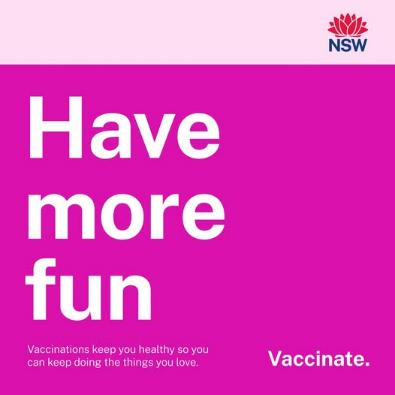 NSW
Have
more
fun
Vaccinations keep you healthy so you
can keep doing the things you love.
Vaccinate.